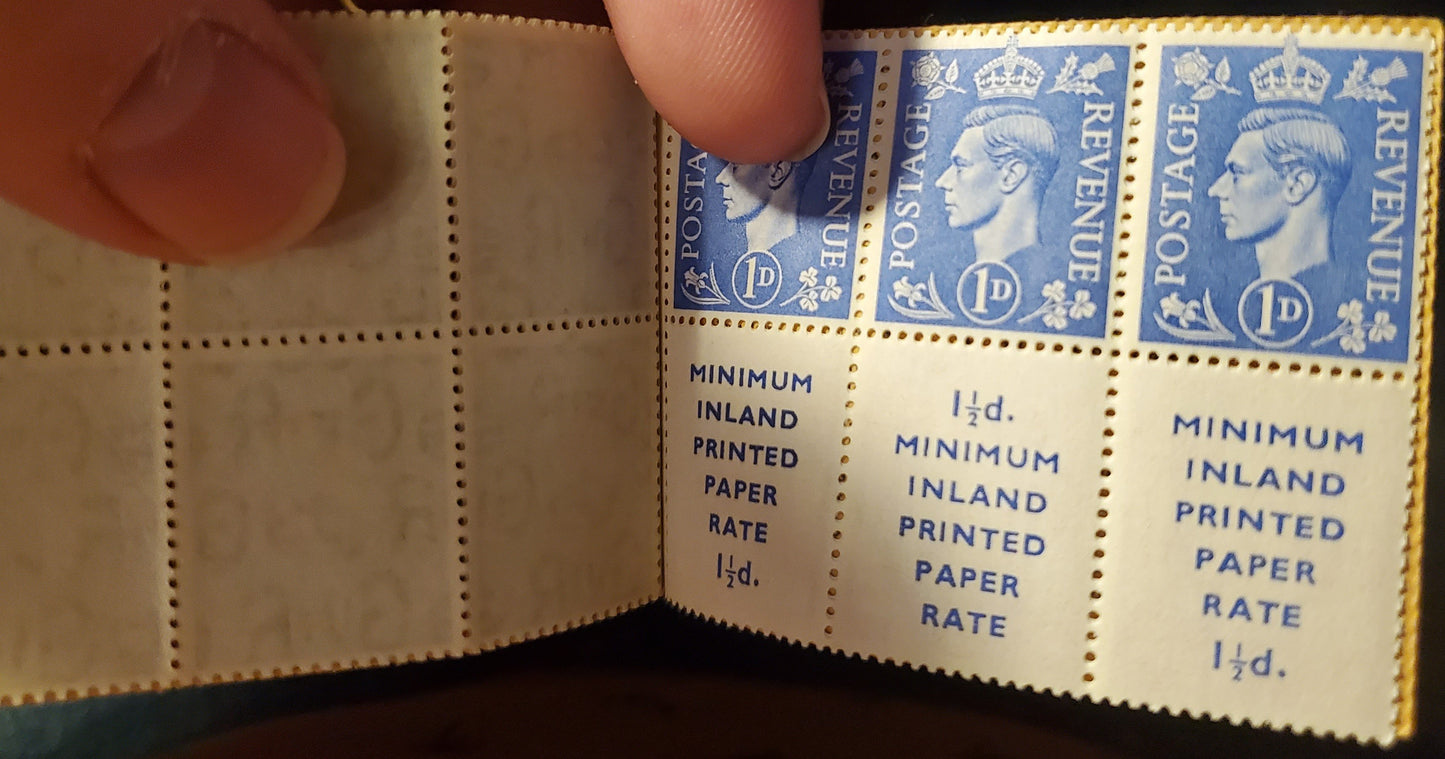 POSTA REVENUE
1D
POSTAGE REVENUE
1D
POSTAGE REVENUE
1D
MINIMUM
INLAND
PRINTED
PAPER
RATE
1½d.
1½d.
MINIMUM
INLAND
PRINTED
PAPER
RATE
MINIMUM
INLAND
PRINTED
PAPER
RATE
1½d.